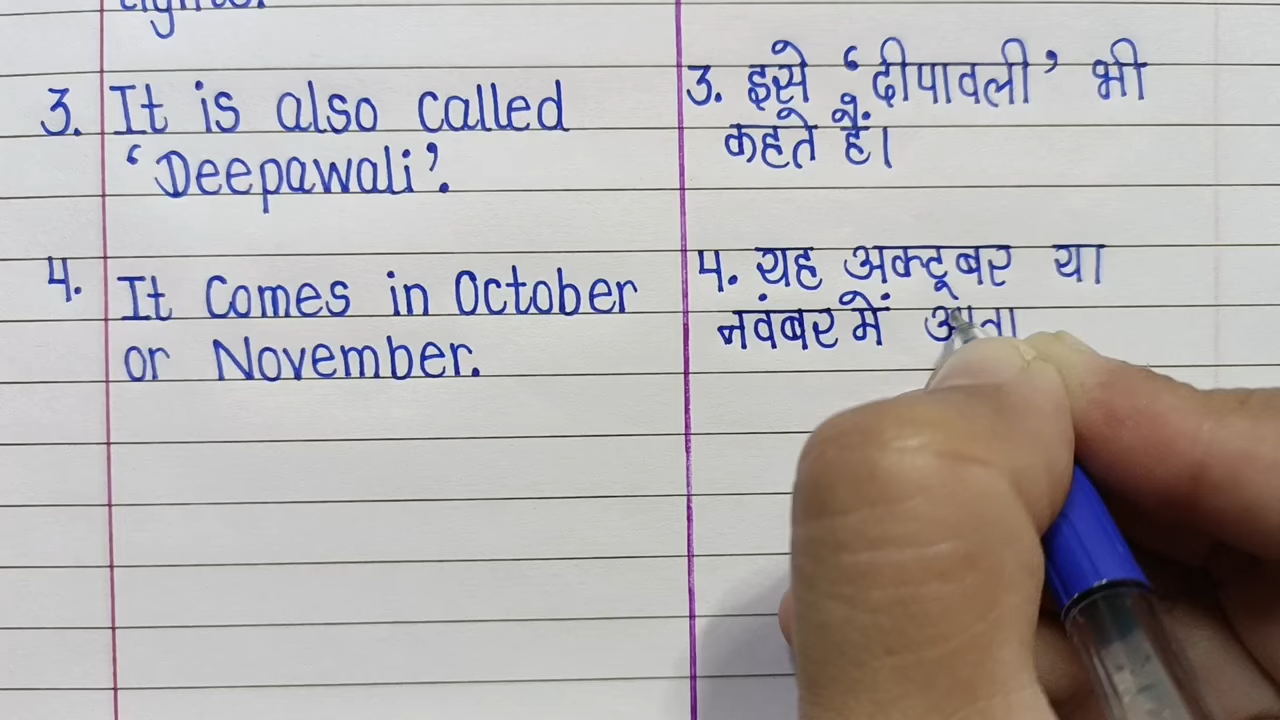 3. It is also called
'Deepawali'.
4. It Comes in October
or November.
3. इसे 'दीपावली' भी
कहते हैं।
4. यह अक्टूबर या
नवंबर में आता